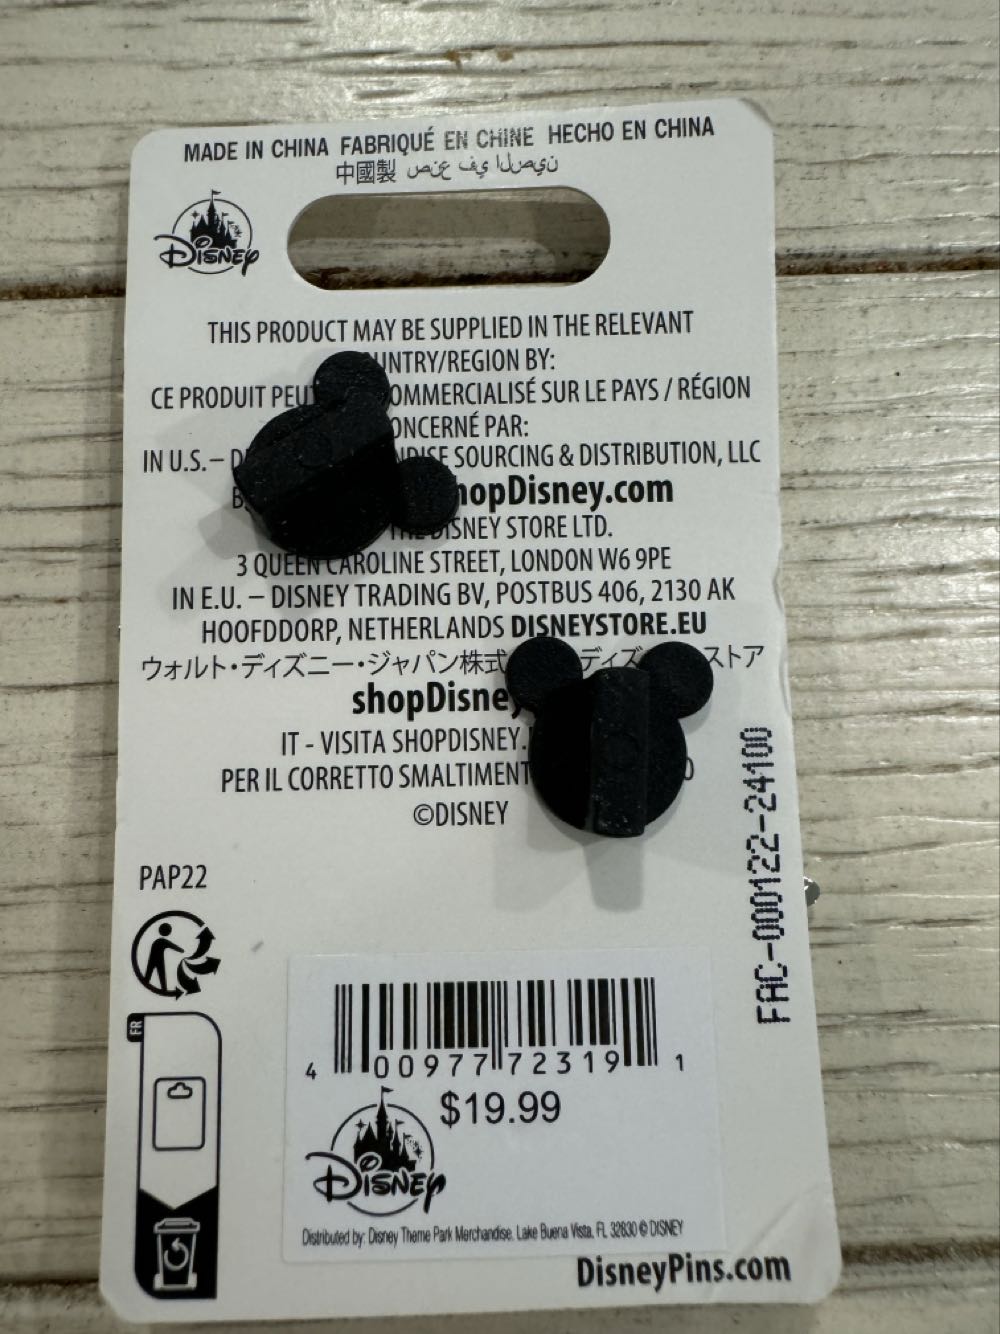 MADE IN CHINA FABRIQUÉ EN CHINE HECHO EN CHINA
中國製 صنع في الصين
Disney
THIS PRODUCT MAY BE SUPPLIED IN THE RELEVANT
UNTRY/REGION BY:
CE PRODUIT PEU OMMERCIALISÉ SUR LE PAYS / RÉGION
ONCERNÉ PAR:
IN U.S.– D NDISE SOURCING & DISTRIBUTION, LLC
B hopDisney.com
THE DISNEY STORE LTD.
3 QUEEN CAROLINE STREET, LONDON W6 9PE
IN E.U. – DISNEY TRADING BV, POSTBUS 406, 2130 AK
HOOFDDORP, NETHERLANDS DISNEYSTORE.EU
ウォルト・ディズニー・ジャパン株式 ディズ ストア
shopDisney
IT - VISITA SHOPDISNEY.
PER IL CORRETTO SMALTIMENT O
©DISNEY
PAP22
FR
FAC-000122-24100
4 00977 72319 1
$19.99
Disney
Distributed by: Disney Theme Park Merchandise, Lake Buena Vista, FL 32830 © DISNEY
DisneyPins.com